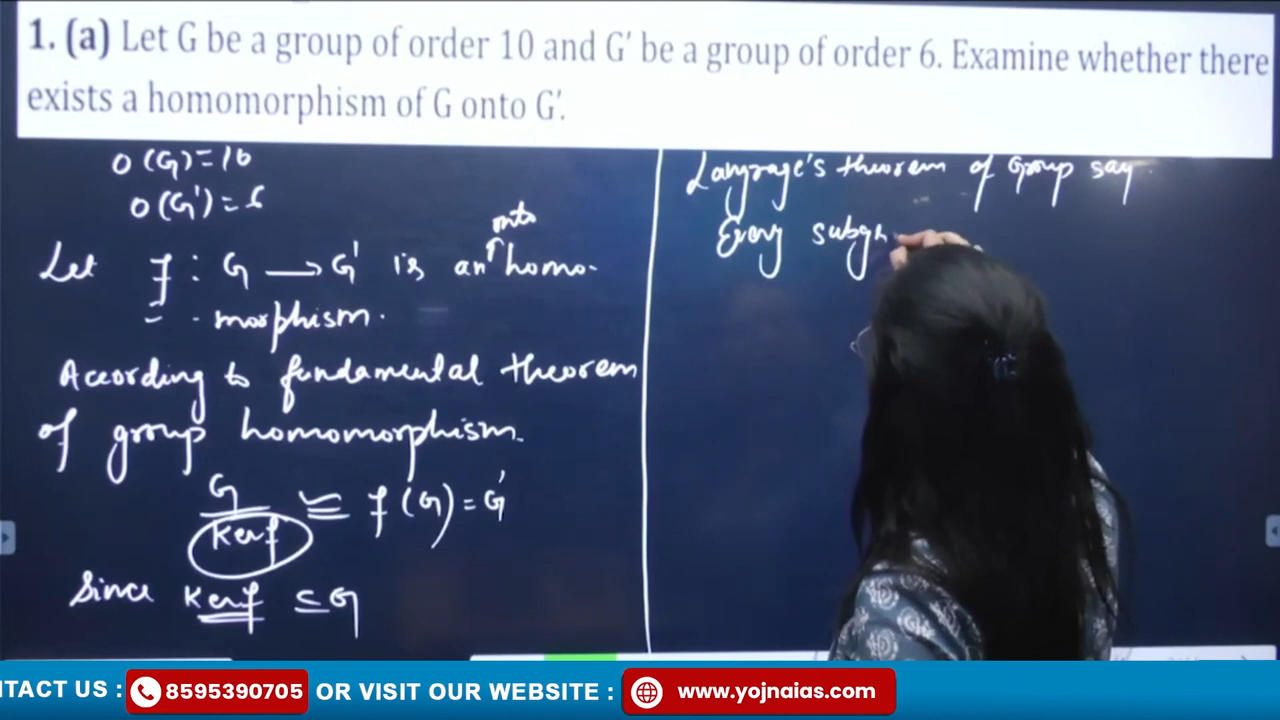 1. (a) Let G be a group of order 10 and G′ be a group of order 6. Examine whether there
exists a homomorphism of G onto G′.
O(G)=10
O(G')=6
onto
Let f : G → G' is an homo-
- morphism.
According to fundamental theorem
of group homomorphism.
G/Kerf ≅ f(G)=G'
Since Kerf ⊆ G
Langrage's theorem of Group say
Every subgr
NTACT US : 8595390705 OR VISIT OUR WEBSITE : www.yojnaias.com